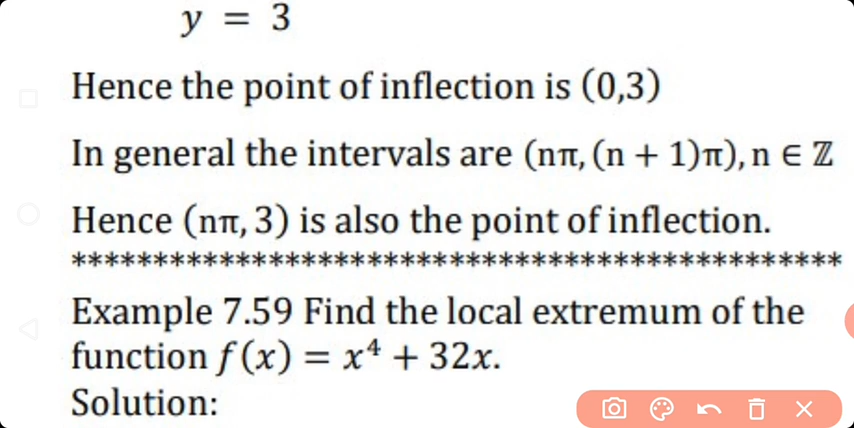 y = 3
Hence the point of inflection is (0,3)
In general the intervals are (nπ, (n + 1)π), n ∈ ℤ
Hence (nπ, 3) is also the point of inflection.
***********************************************
Example 7.59 Find the local extremum of the
function f(x) = x⁴ + 32x.
Solution: